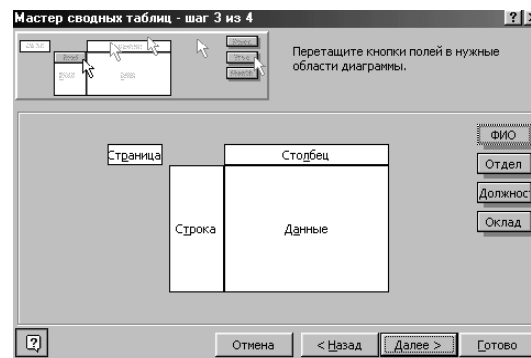 Мастер сводных таблиц - шаг 3 из 4
Перетащите кнопки полей в нужные
области диаграммы.
ФИО
Страница
Столбец
Отдел
Должнос
Строка
Данные
Оклад
Отмена
< Назад
Далее >
Готово